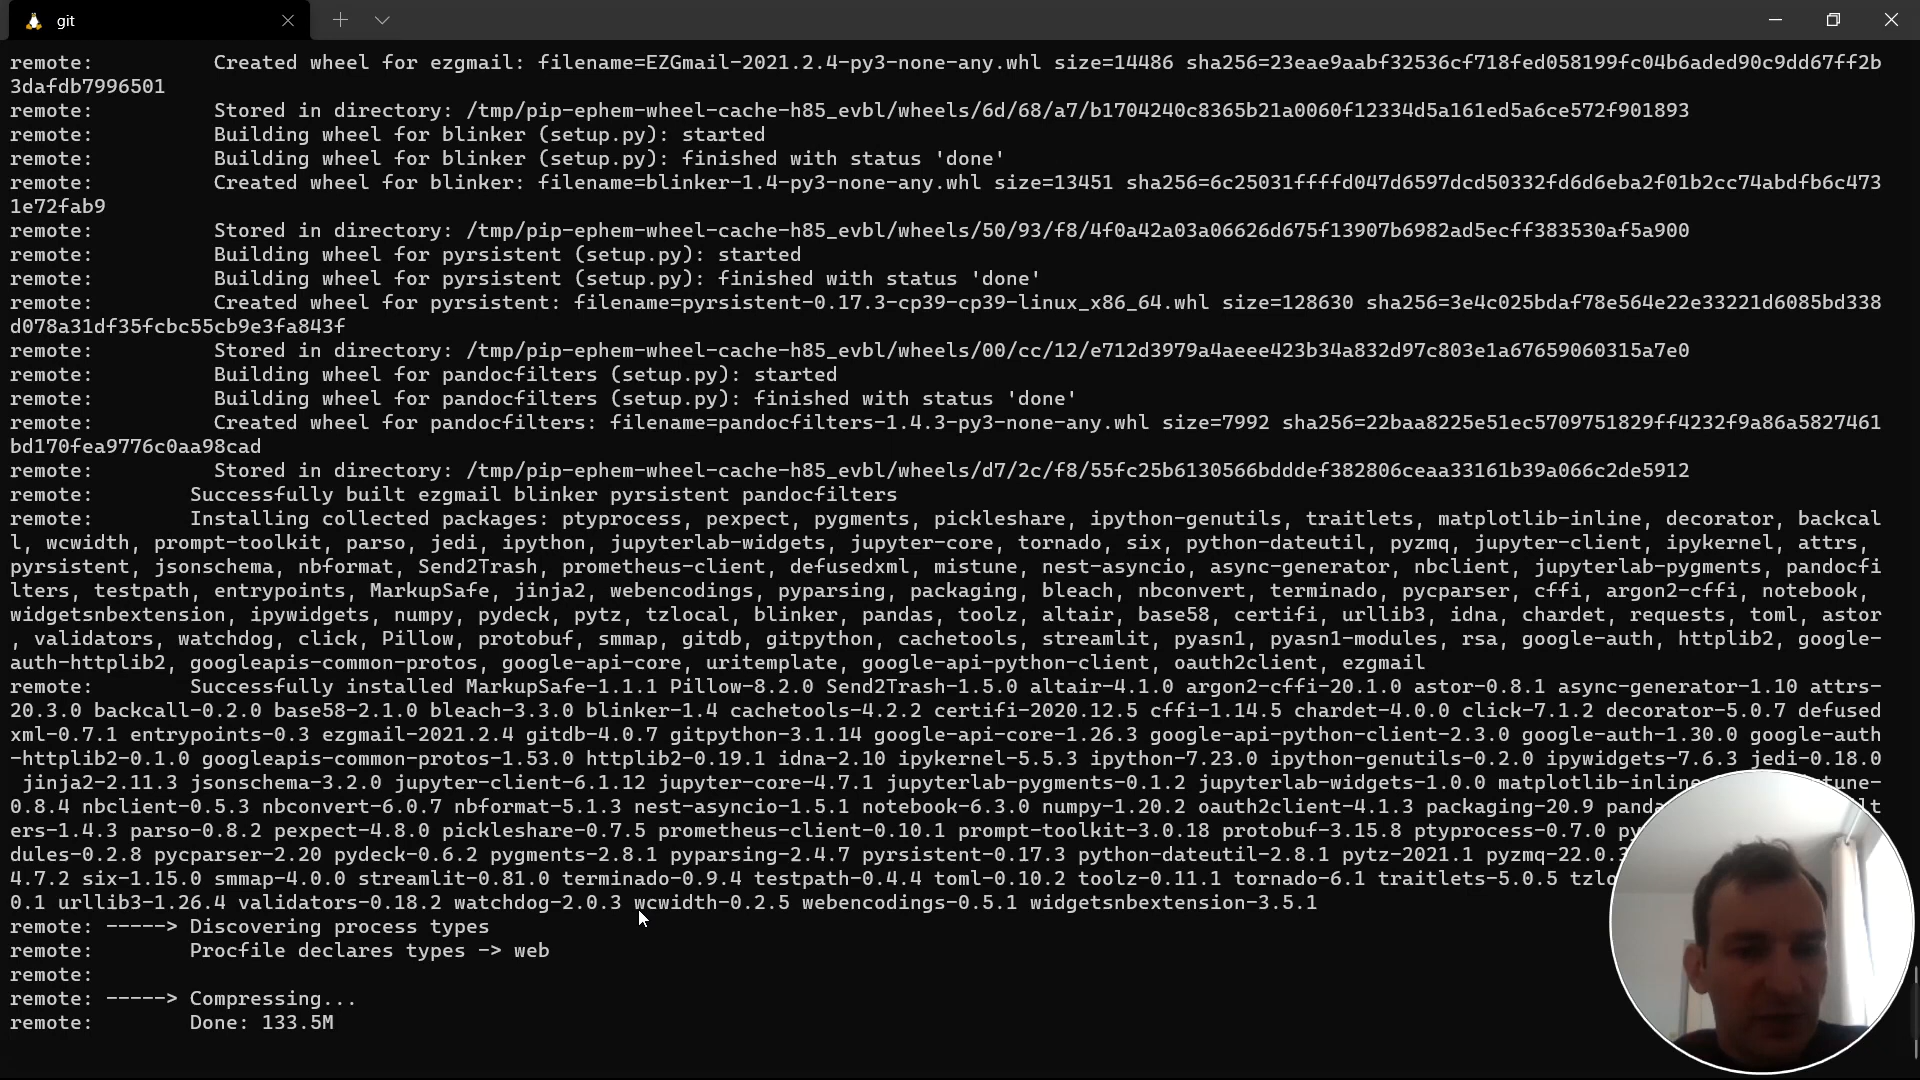 git
remote:          Created wheel for ezgmail: filename=EZGmail-2021.2.4-py3-none-any.whl size=14486 sha256=23eae9aabf32536cf718fed058199fc04b6aded90c9dd67ff2b
3dafdb7996501
remote:          Stored in directory: /tmp/pip-ephem-wheel-cache-h85_evbl/wheels/6d/68/a7/b1704240c8365b21a0060f12334d5a161ed5a6ce572f901893
remote:          Building wheel for blinker (setup.py): started
remote:          Building wheel for blinker (setup.py): finished with status 'done'
remote:          Created wheel for blinker: filename=blinker-1.4-py3-none-any.whl size=13451 sha256=6c25031ffffd047d6597dcd50332fd6d6eba2f01b2cc74abdfb6c473
1e72fab9
remote:          Stored in directory: /tmp/pip-ephem-wheel-cache-h85_evbl/wheels/50/93/f8/4f0a42a03a06626d675f13907b6982ad5ecff383530af5a900
remote:          Building wheel for pyrsistent (setup.py): started
remote:          Building wheel for pyrsistent (setup.py): finished with status 'done'
remote:          Created wheel for pyrsistent: filename=pyrsistent-0.17.3-cp39-cp39-linux_x86_64.whl size=128630 sha256=3e4c025bdaf78e564e22e33221d6085bd338
d078a31df35fcbc55cb9e3fa843f
remote:          Stored in directory: /tmp/pip-ephem-wheel-cache-h85_evbl/wheels/00/cc/12/e712d3979a4aeee423b34a832d97c803e1a67659060315a7e0
remote:          Building wheel for pandocfilters (setup.py): started
remote:          Building wheel for pandocfilters (setup.py): finished with status 'done'
remote:          Created wheel for pandocfilters: filename=pandocfilters-1.4.3-py3-none-any.whl size=7992 sha256=22baa8225e51ec5709751829ff4232f9a86a5827461
bd170fea9776c0aa98cad
remote:          Stored in directory: /tmp/pip-ephem-wheel-cache-h85_evbl/wheels/d7/2c/f8/55fc25b6130566bdddef382806ceaa33161b39a066c2de5912
remote:        Successfully built ezgmail blinker pyrsistent pandocfilters
remote:        Installing collected packages: ptyprocess, pexpect, pygments, pickleshare, ipython-genutils, traitlets, matplotlib-inline, decorator, backcal
l, wcwidth, prompt-toolkit, parso, jedi, ipython, jupyterlab-widgets, jupyter-core, tornado, six, python-dateutil, pyzmq, jupyter-client, ipykernel, attrs,
pyrsistent, jsonschema, nbformat, Send2Trash, prometheus-client, defusedxml, mistune, nest-asyncio, async-generator, nbclient, jupyterlab-pygments, pandocfi
lters, testpath, entrypoints, MarkupSafe, jinja2, webencodings, pyparsing, packaging, bleach, nbconvert, terminado, pycparser, cffi, argon2-cffi, notebook,
widgetsnbextension, ipywidgets, numpy, pydeck, pytz, tzlocal, blinker, pandas, toolz, altair, base58, certifi, urllib3, idna, chardet, requests, toml, astor
, validators, watchdog, click, Pillow, protobuf, smmap, gitdb, gitpython, cachetools, streamlit, pyasn1, pyasn1-modules, rsa, google-auth, httplib2, google-
auth-httplib2, googleapis-common-protos, google-api-core, uritemplate, google-api-python-client, oauth2client, ezgmail
remote:        Successfully installed MarkupSafe-1.1.1 Pillow-8.2.0 Send2Trash-1.5.0 altair-4.1.0 argon2-cffi-20.1.0 astor-0.8.1 async-generator-1.10 attrs-
20.3.0 backcall-0.2.0 base58-2.1.0 bleach-3.3.0 blinker-1.4 cachetools-4.2.2 certifi-2020.12.5 cffi-1.14.5 chardet-4.0.0 click-7.1.2 decorator-5.0.7 defused
xml-0.7.1 entrypoints-0.3 ezgmail-2021.2.4 gitdb-4.0.7 gitpython-3.1.14 google-api-core-1.26.3 google-api-python-client-2.3.0 google-auth-1.30.0 google-auth
-httplib2-0.1.0 googleapis-common-protos-1.53.0 httplib2-0.19.1 idna-2.10 ipykernel-5.5.3 ipython-7.23.0 ipython-genutils-0.2.0 ipywidgets-7.6.3 jedi-0.18.0
jinja2-2.11.3 jsonschema-3.2.0 jupyter-client-6.1.12 jupyter-core-4.7.1 jupyterlab-pygments-0.1.2 jupyterlab-widgets-1.0.0
0.8.4 nbclient-0.5.3 nbconvert-6.0.7 nbformat-5.1.3 nest-asyncio-1.5.1 notebook-6.3.0 numpy-1.20.2 oauth2client-4.1.3 packaging-20.9
ers-1.4.3 parso-0.8.2 pexpect-4.8.0 pickleshare-0.7.5 prometheus-client-0.10.1 prompt-toolkit-3.0.18 protobuf-3.15.8 ptyprocess-0.7.0
dules-0.2.8 pycparser-2.20 pydeck-0.6.2 pygments-2.8.1 pyparsing-2.4.7 pyrsistent-0.17.3 python-dateutil-2.8.1 pytz-2021.1
4.7.2 six-1.15.0 smmap-4.0.0 streamlit-0.81.0 terminado-0.9.4 testpath-0.4.4 toml-0.10.2 toolz-0.11.1 tornado-6.1 traitlets-5.0.5
0.1 urllib3-1.26.4 validators-0.18.2 watchdog-2.0.3 wcwidth-0.2.5 webencodings-0.5.1 widgetsnbextension-3.5.1
remote: -----> Discovering process types
remote:        Procfile declares types -> web
remote:
remote: -----> Compressing...
remote:        Done: 133.5M